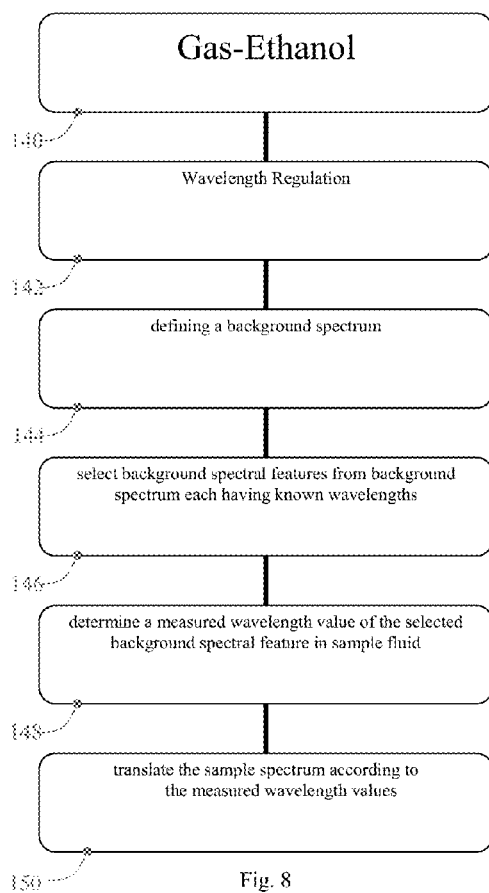 Gas-Ethanol
140
Wavelength Regulation
142
defining a background spectrum
144
select background spectral features from background
spectrum each having known wavelengths
146
determine a measured wavelength value of the selected
background spectral feature in sample fluid
148
translate the sample spectrum according to
the measured wavelength values
150
Fig. 8